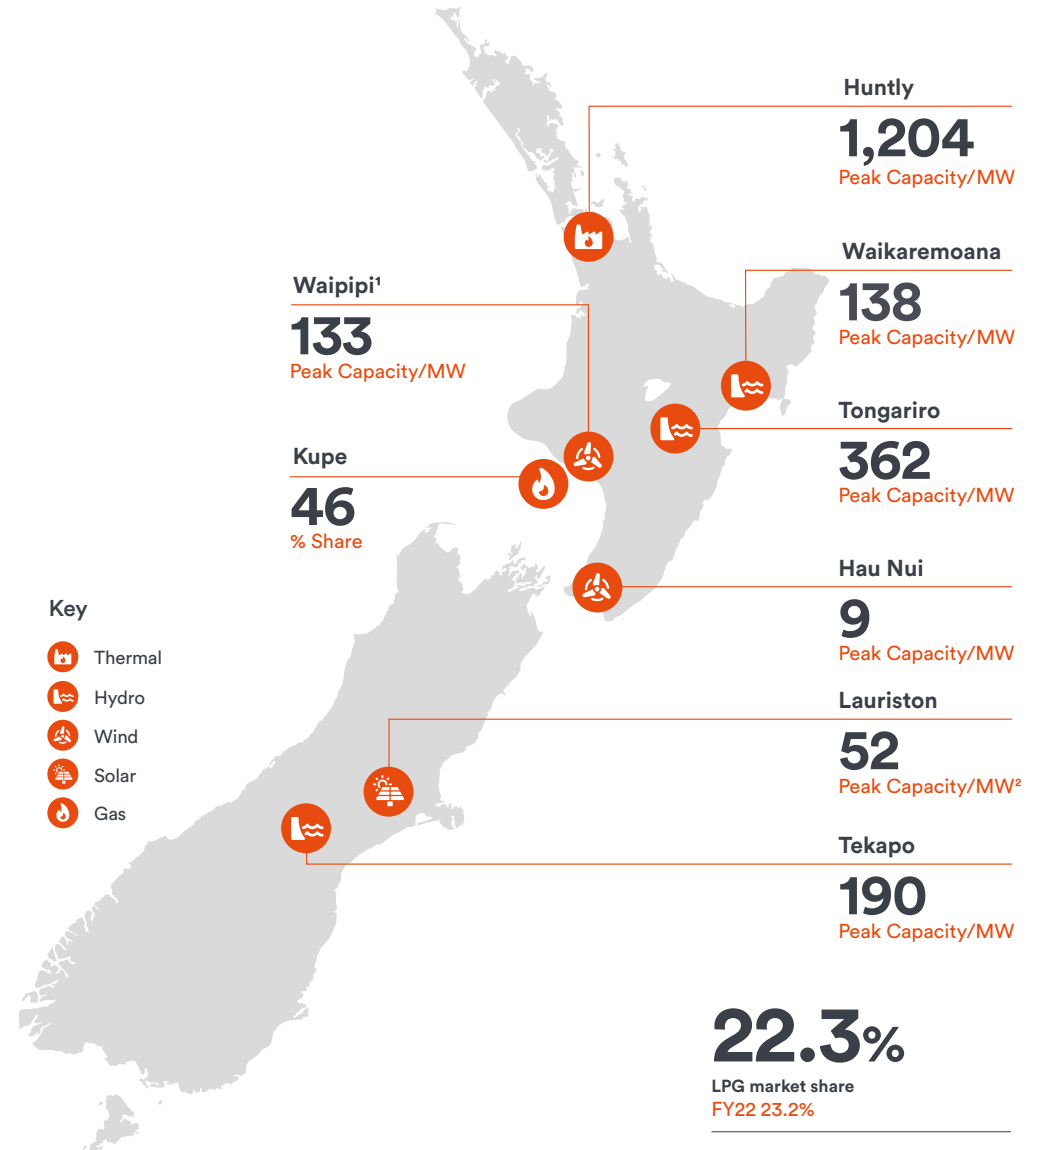 Huntly
1,204
Peak Capacity/MW
Waikaremoana
138
Peak Capacity/MW
Waipipi¹
133
Peak Capacity/MW
Tongariro
362
Peak Capacity/MW
Kupe
46
% Share
Hau Nui
9
Peak Capacity/MW
Key
Thermal
Hydro
Wind
Solar
Gas
Lauriston
52
Peak Capacity/MW²
Tekapo
190
Peak Capacity/MW
22.3%
LPG market share
FY22 23.2%